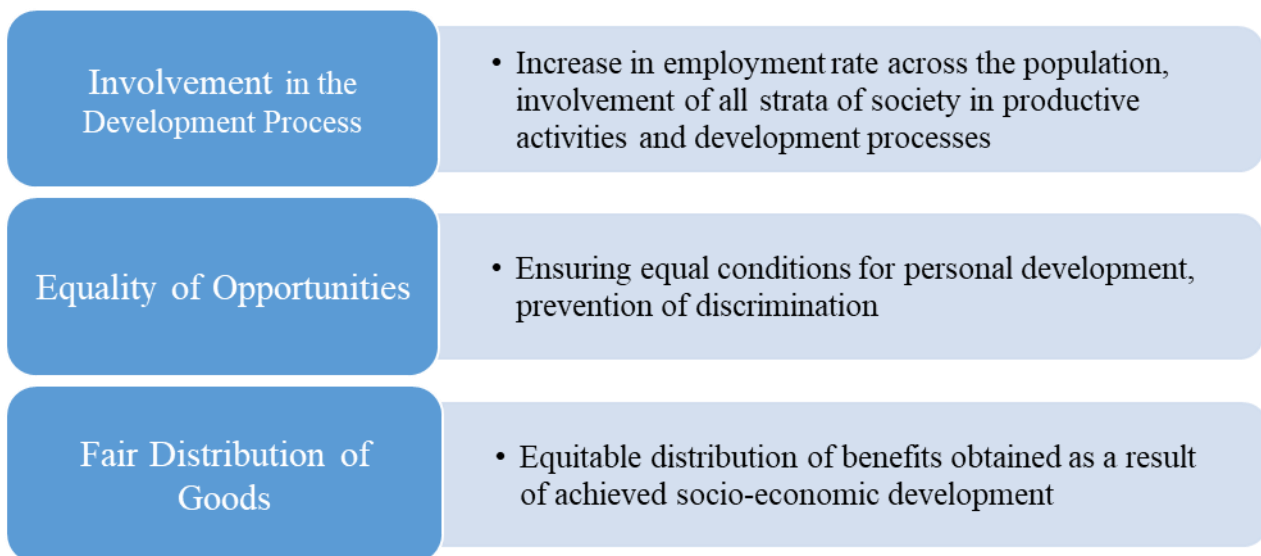 Involvement in the
Development Process
• Increase in employment rate across the population,
involvement of all strata of society in productive
activities and development processes
Equality of Opportunities
• Ensuring equal conditions for personal development,
prevention of discrimination
Fair Distribution of
Goods
• Equitable distribution of benefits obtained as a result
of achieved socio-economic development